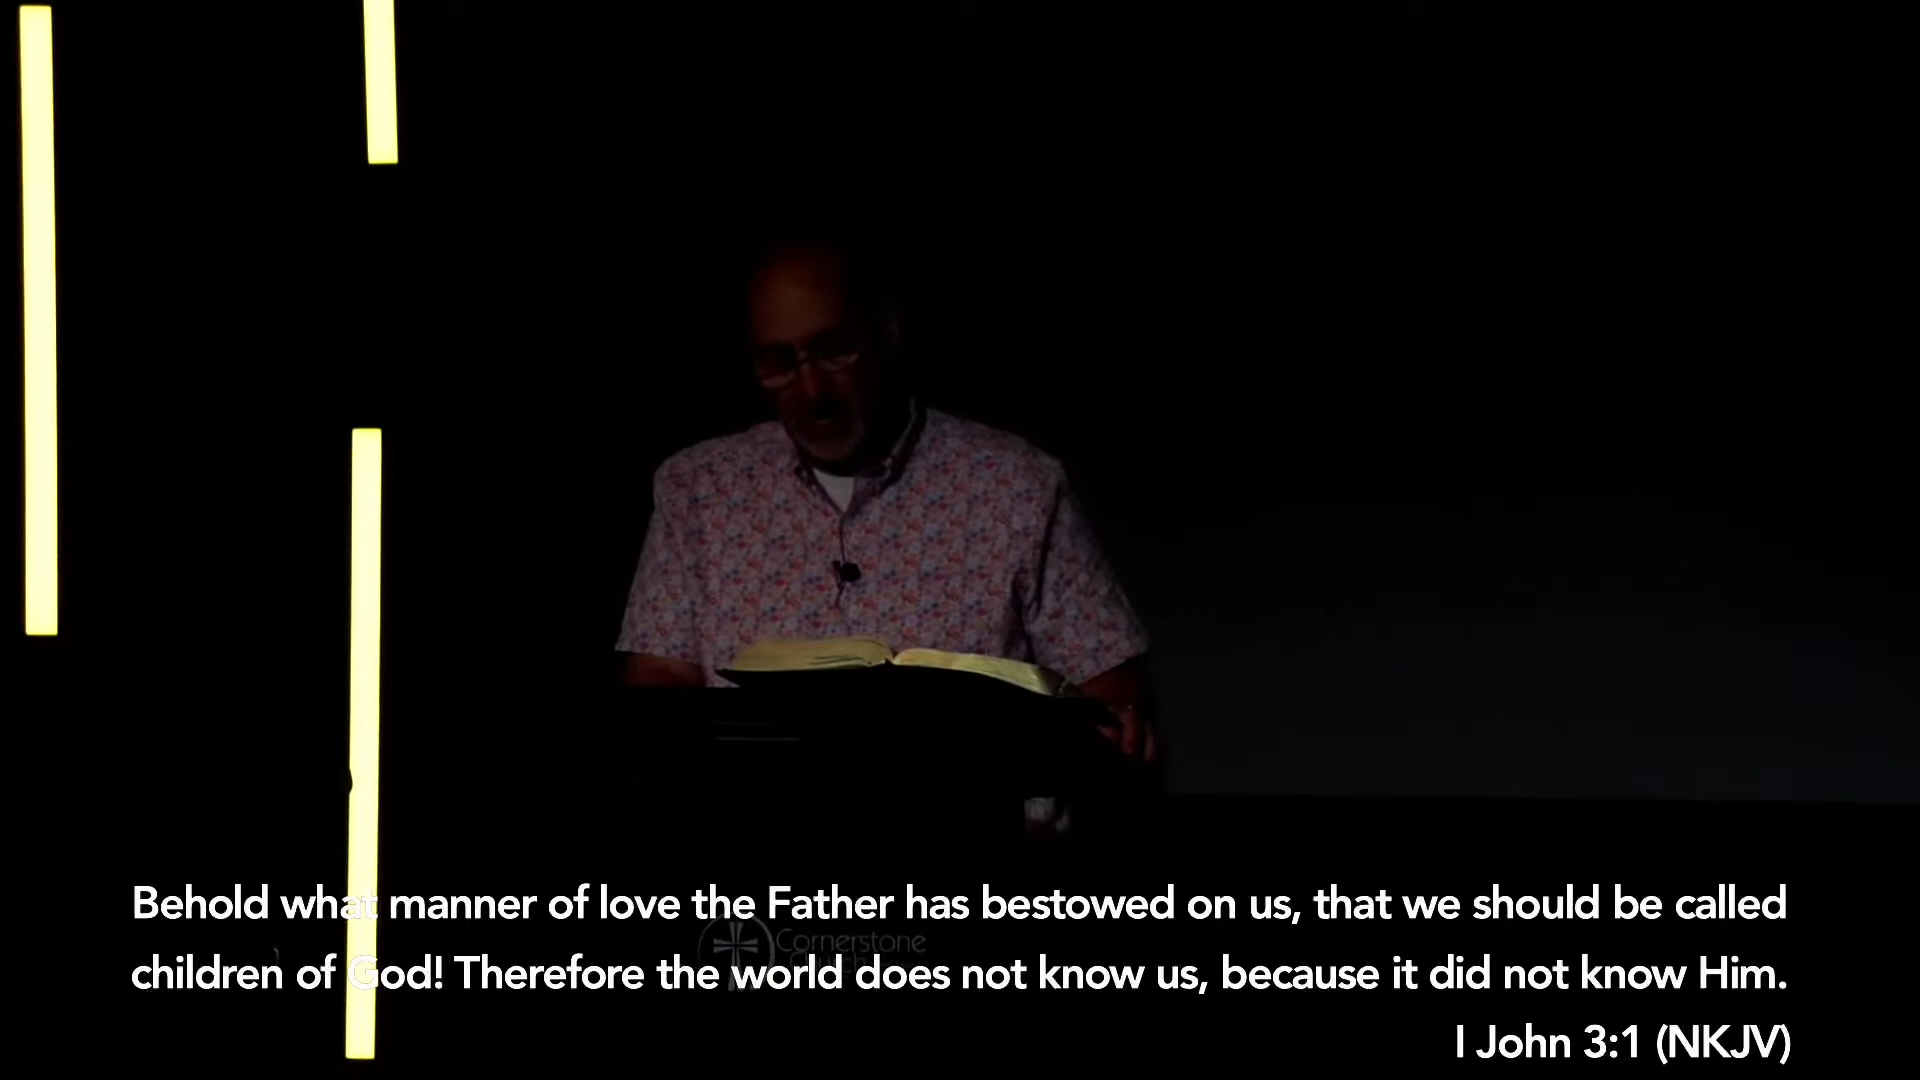 Behold what manner of love the Father has bestowed on us, that we should be called
Cornerstone
children of God! Therefore the world does not know us, because it did not know Him.
I John 3:1 (NKJV)